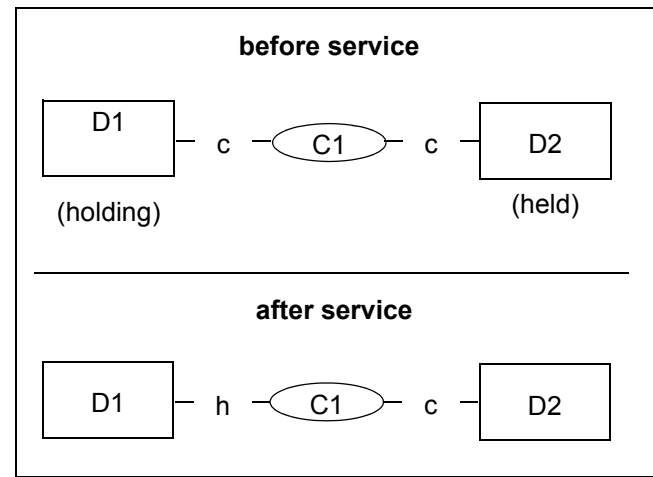 before service
D1 c C1 c D2
(holding) (held)
after service
D1 h C1 c D2